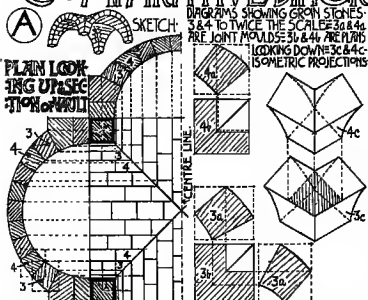 DIAGRAMS SHOWING GROIN STONES-
& 4 TO TWICE THE SCALE=3a & 4a
ARE JOINT MOULDS=3b & 4b ARE PLANS
LOOKING DOWN=3c & 4c-
ISOMETRIC PROJECTIONS
A
SKETCH·
PLAN LOOK-
ING UP & SEC-
TION OF VAULT
CENTRE LINE
3
4
3
4
3
4
4
3
4a
4b
4c
3a
3b
3a
3c